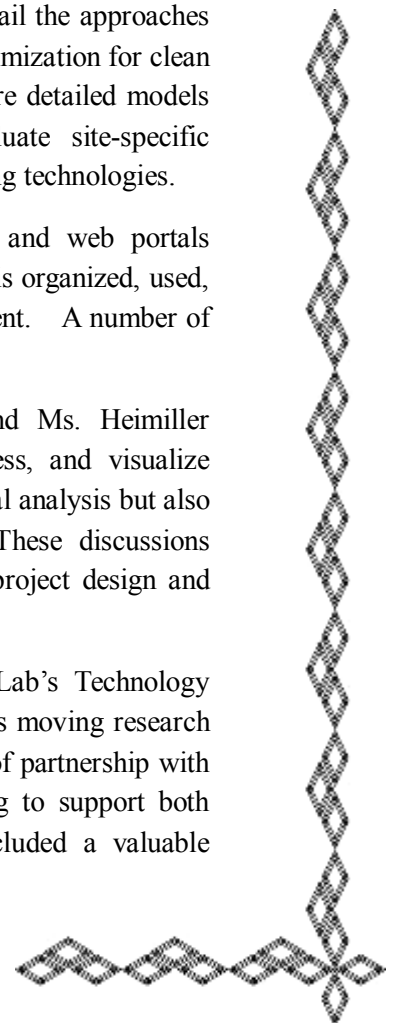 ail the approaches
mization for clean
re detailed models
uate site-specific
ng technologies.
and web portals
is organized, used,
ent. A number of
nd Ms. Heimiller
ess, and visualize
al analysis but also
These discussions
project design and
Lab's Technology
s moving research
of partnership with
g to support both
cluded a valuable